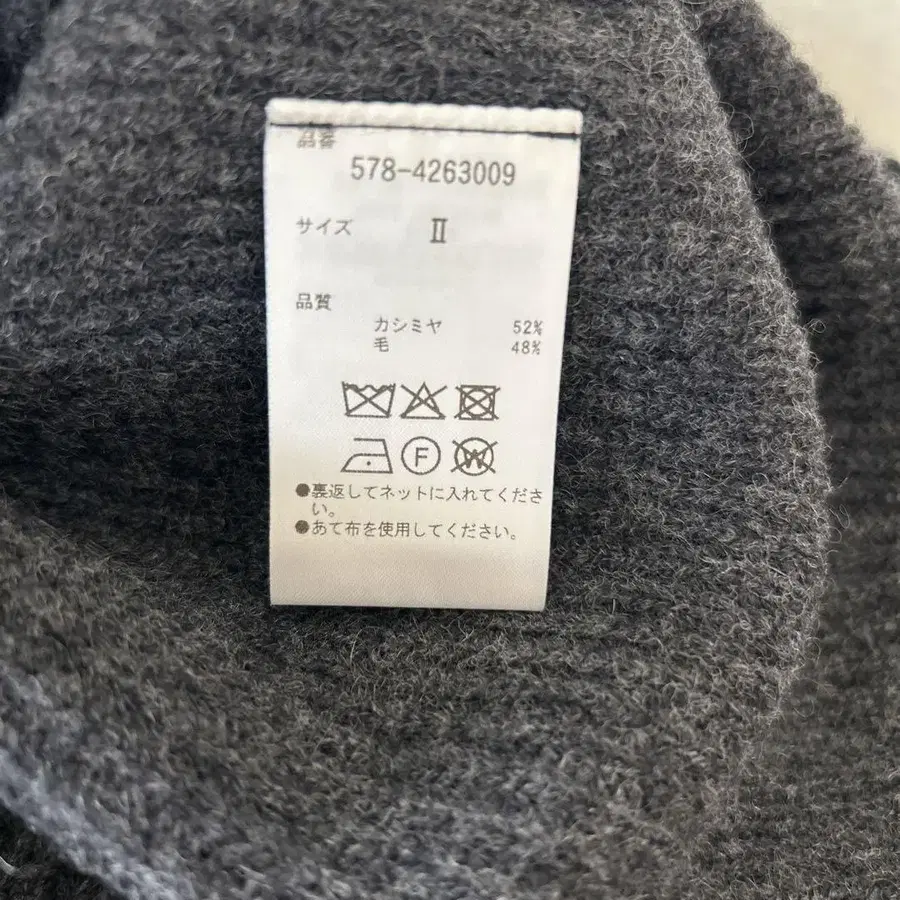 品番
578-4263009
サイズ Ⅱ
品質
カシミヤ 52%
毛 48%
F
W
●裏返してネットに入れてくださ
い。
●あて布を使用してください。